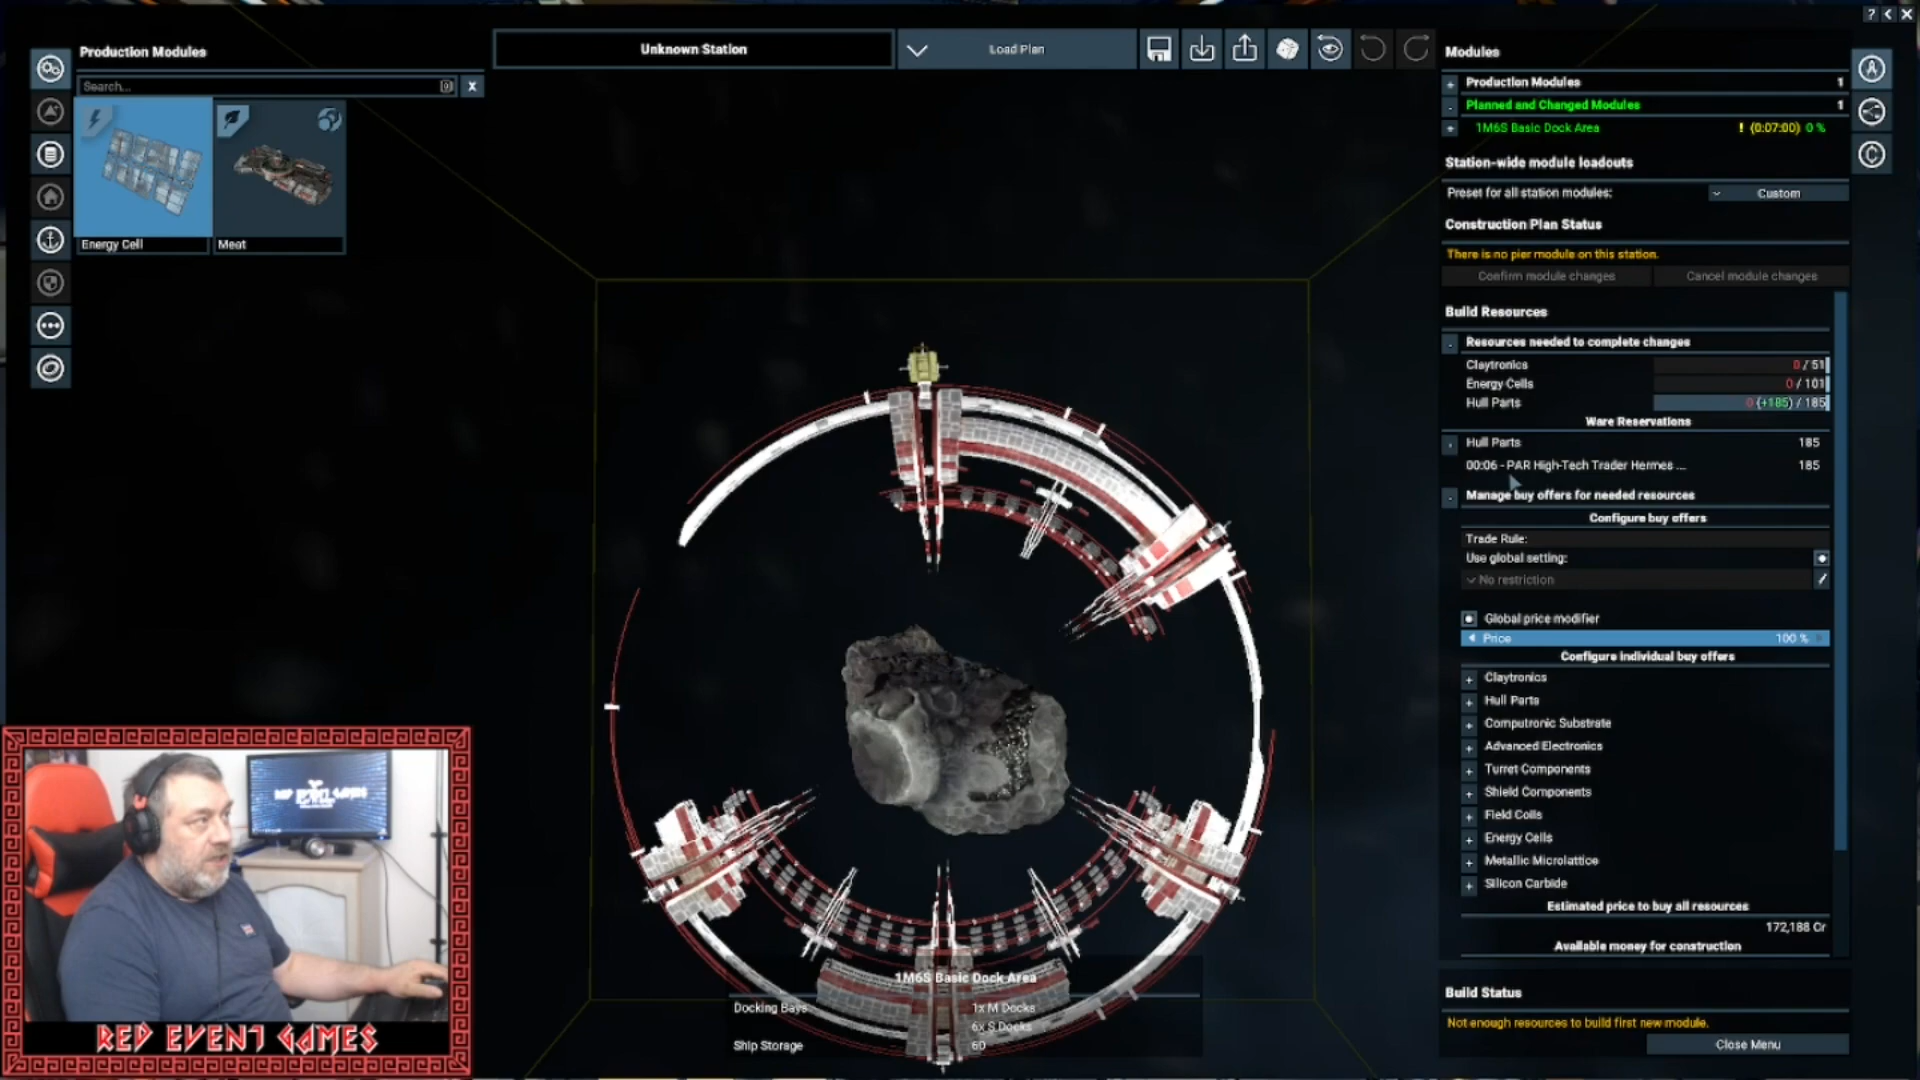 Production Modules
Search...
x
Energy Cell
Meat
Unknown Station
Load Plan
?
Modules
Production Modules 1
Planned and Changed Modules 1
1M6S Basic Dock Area ! (0:07:00) 0 %
Station-wide module loadouts
Preset for all station modules: Custom
Construction Plan Status
There is no pier module on this station.
Confirm module changes Cancel module changes
Build Resources
Resources needed to complete changes
Claytronics 0 / 51
Energy Cells 0 / 101
Hull Parts 0 (+185) / 185
Ware Reservations
Hull Parts 185
00:06 - PAR High-Tech Trader Hermes ... 185
Manage buy offers for needed resources
Configure buy offers
Trade Rule:
Use global setting:
No restriction
Global price modifier
Price 100 %
Configure individual buy offers
+ Claytronics
+ Hull Parts
+ Computronic Substrate
+ Advanced Electronics
+ Turret Components
+ Shield Components
+ Field Coils
+ Energy Cells
+ Metallic Microlattice
+ Silicon Carbide
Estimated price to buy all resources
172,188 Cr
Available money for construction
Build Status
Not enough resources to build first new module.
Close Menu
1M6S Basic Dock Area
Docking Bays 1x M Docks
6x S Docks
Ship Storage 60
RED EVENT GAMES
RED EVENT GAMES